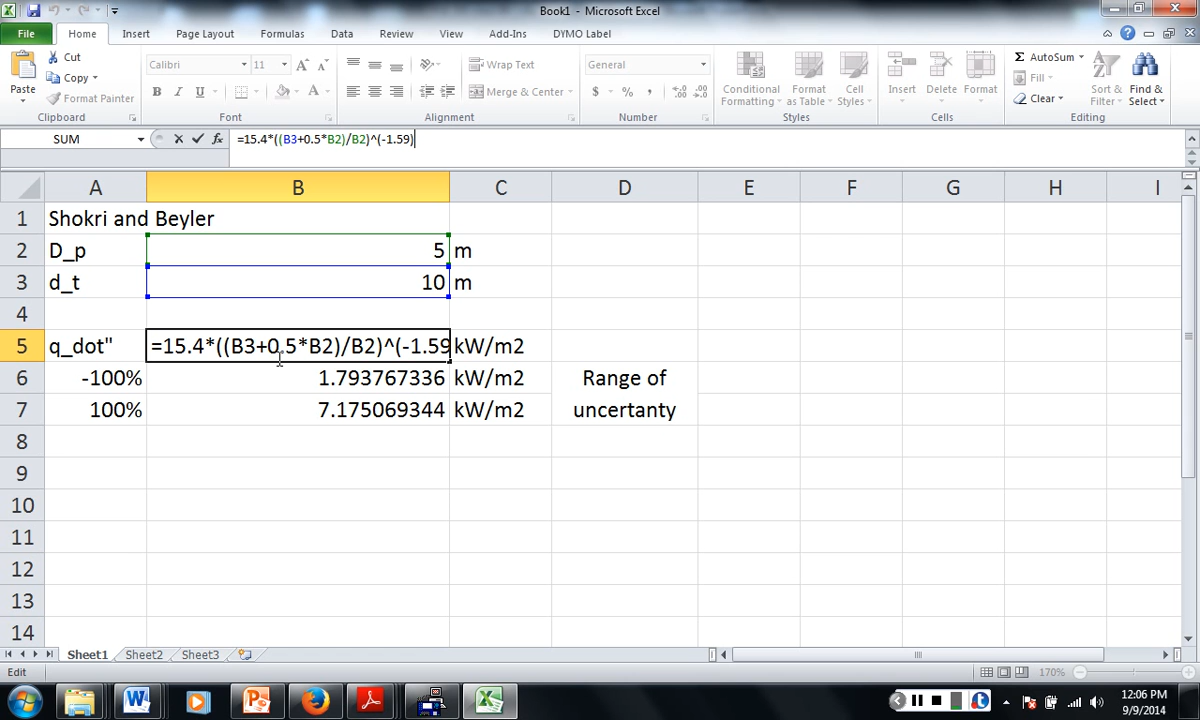 Book1 - Microsoft Excel
File Home Insert Page Layout Formulas Data Review View Add-Ins DYMO Label
Paste
Cut
Copy
Format Painter
Clipboard
Calibri 11
B I U
Font
Wrap Text
Merge & Center
Alignment
General
$ % ,
Number
Conditional Formatting
Format as Table
Cell Styles
Styles
Insert
Delete
Format
Cells
Σ AutoSum
Fill
Clear
Sort & Filter
Find & Select
Editing
SUM fx =15.4*((B3+0.5*B2)/B2)^(-1.59)
A B C D E F G H I
1 Shokri and Beyler
2 D_p 5 m
3 d_t 10 m
4
5 q_dot" =15.4*((B3+0.5*B2)/B2)^(-1.59 kW/m2
6 -100% 1.793767336 kW/m2 Range of
7 100% 7.175069344 kW/m2 uncertanty
8
9
10
11
12
13
14
Sheet1 Sheet2 Sheet3
Edit 170%
12:06 PM
9/9/2014